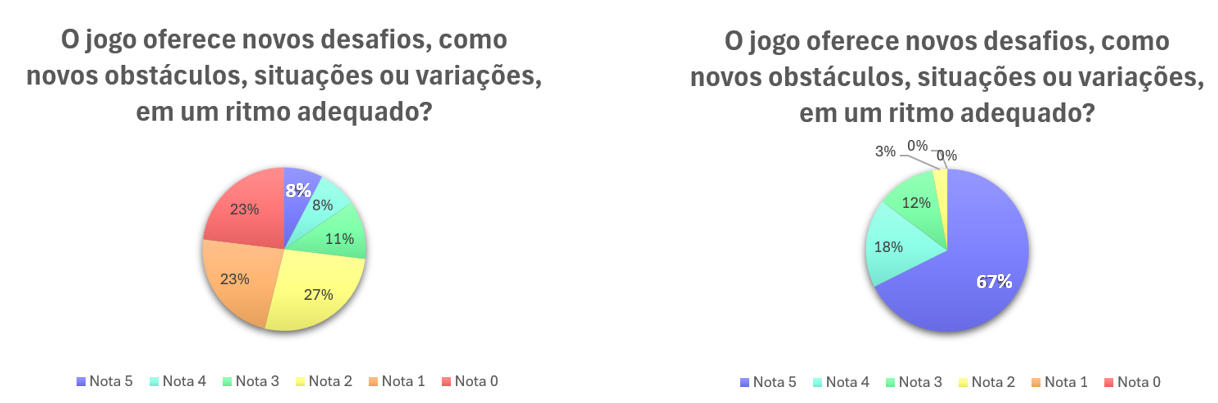 O jogo oferece novos desafios, como
novos obstáculos, situações ou variações,
em um ritmo adequado?
8%
8%
11%
27%
23%
23%
Nota 5 Nota 4 Nota 3 Nota 2 Nota 1 Nota 0
O jogo oferece novos desafios, como
novos obstáculos, situações ou variações,
em um ritmo adequado?
3% 0% 0%
12%
18%
67%
Nota 5 Nota 4 Nota 3 Nota 2 Nota 1 Nota 0